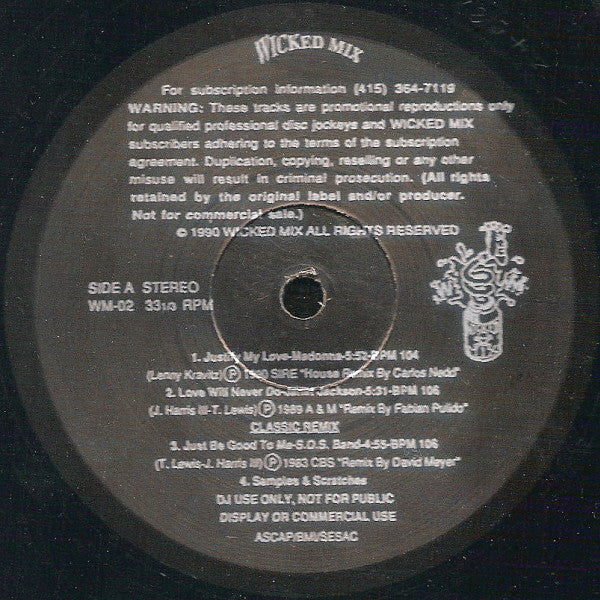 WICKED MIX
For subscription information (415) 364-7119
WARNING: These tracks are promotional reproductions only
for qualified professional disc jockeys and WICKED MIX
subscribers adhering to the terms of the subscription
agreement. Duplication, copying, reselling or any other
misuse will result in criminal prosecution. (All rights
retained by the original label and/or producer.
Not for commercial sale.)
© 1990 WICKED MIX ALL RIGHTS RESERVED
SIDE A STEREO
WM-02 33 1/3 RPM
1. Justify My Love-Madonna-5:52-BPM 104
(Lenny Kravitz) Ⓟ 1990 SIRE "House Remix By Carlos Nedd"
2. Love Will Never Do-Janet Jackson-5:31-BPM 106
(J. Harris III-T. Lewis) Ⓟ 1989 A & M "Remix By Fabian Pulido"
CLASSIC REMIX
3. Just Be Good To Me-S.O.S. Band-4:55-BPM 106
(T. Lewis-J. Harris III) Ⓟ 1983 CBS "Remix By David Meyer"
4. Samples & Scratches
DJ USE ONLY, NOT FOR PUBLIC
DISPLAY OR COMMERCIAL USE
ASCAP/BMI/SESAC